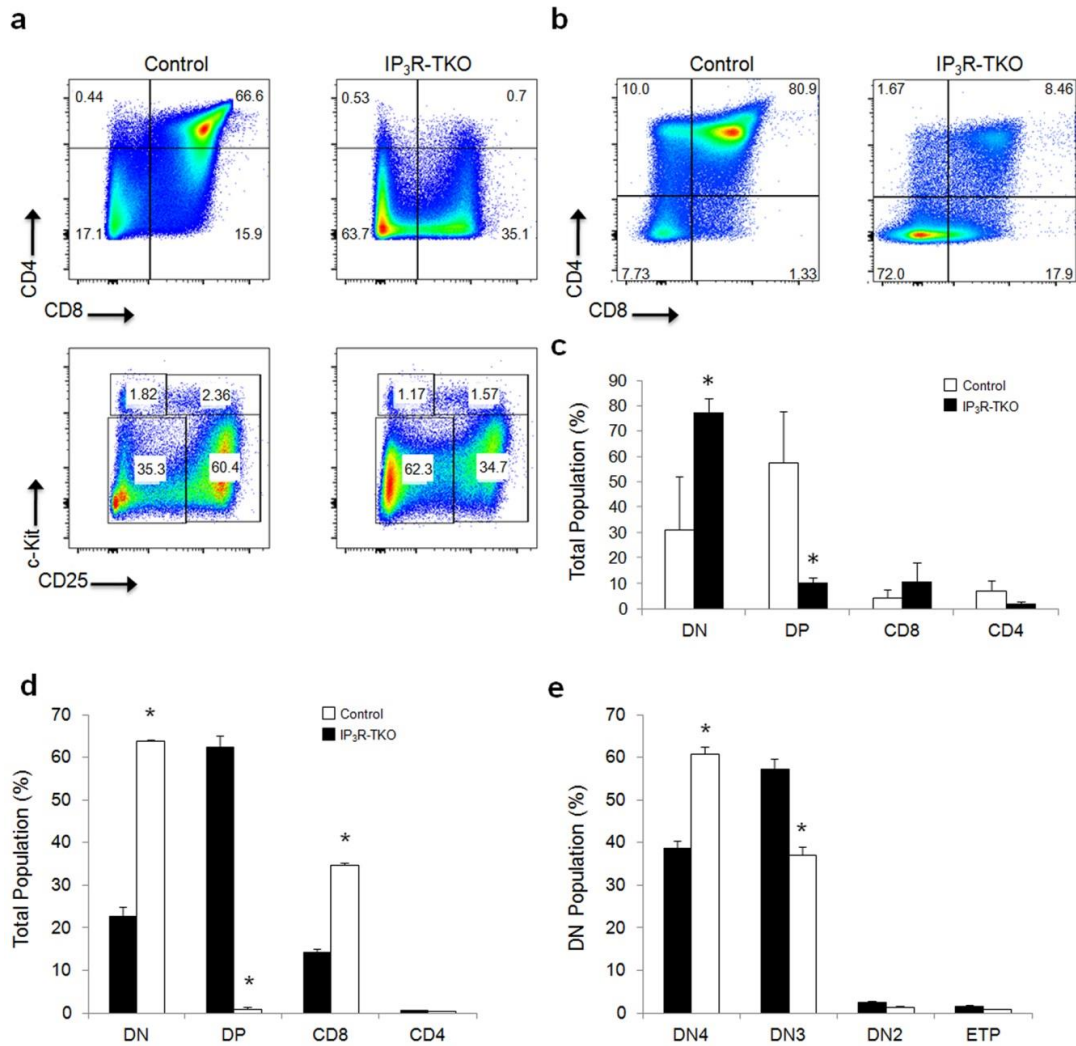 a
Control
IP₃R-TKO
0.44
66.6
17.1
15.9
0.53
0.7
63.7
35.1
CD4
CD8
1.82
2.36
35.3
60.4
1.17
1.57
62.3
34.7
c-Kit
CD25
b
Control
IP₃R-TKO
10.0
80.9
7.73
1.33
1.67
8.46
72.0
17.9
CD4
CD8
c
Total Population (%)
90
80
70
60
50
40
30
20
10
0
*
*
Control
IP₃R-TKO
DN DP CD8 CD4
d
Total Population (%)
70
60
50
40
30
20
10
0
*
*
*
Control
IP₃R-TKO
DN DP CD8 CD4
e
DN Population (%)
70
60
50
40
30
20
10
0
*
*
DN4 DN3 DN2 ETP